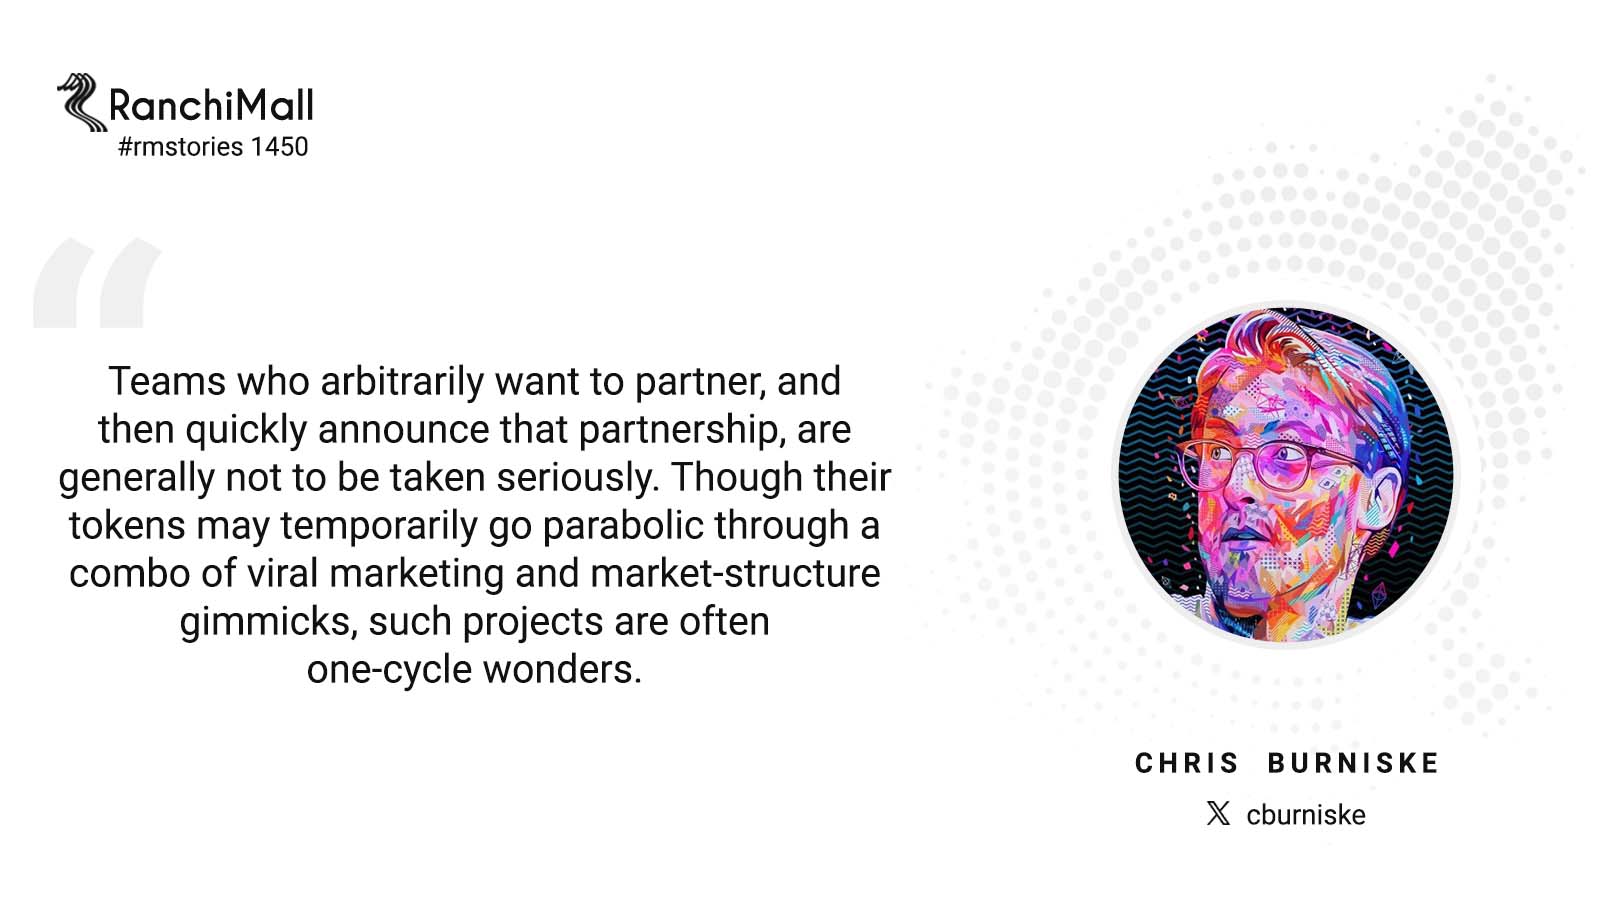 RanchiMall
#rmstories 1450
“
Teams who arbitrarily want to partner, and
then quickly announce that partnership, are
generally not to be taken seriously. Though their
tokens may temporarily go parabolic through a
combo of viral marketing and market-structure
gimmicks, such projects are often
one-cycle wonders.
CHRIS BURNISKE
𝕏 cburniske